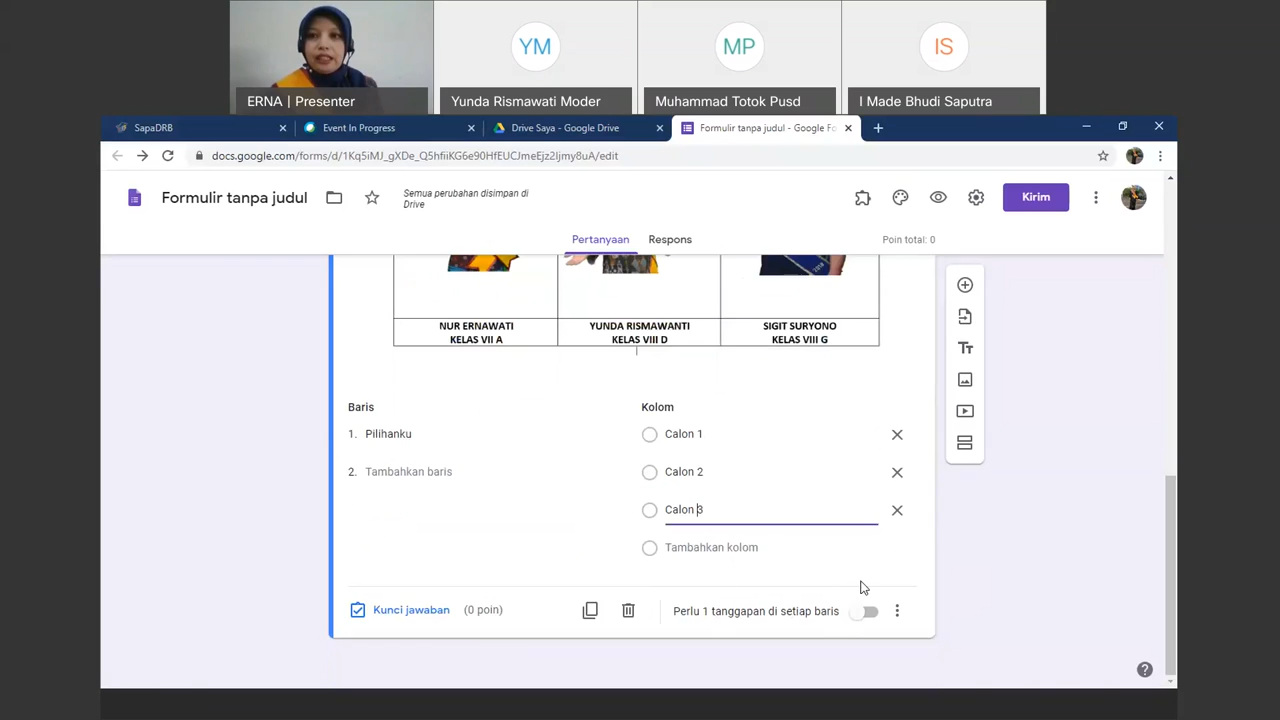 YM
MP
IS
ERNA | Presenter
Yunda Rismawati Moder
Muhammad Totok Pusd
I Made Bhudi Saputra
SapaDRB
Event In Progress
Drive Saya - Google Drive
Formulir tanpa judul - Google Fo
docs.google.com/forms/d/1Kq5iMJ_gXDe_Q5hfiiKG6e90HfEUCJmeEjz2Ijmy8uA/edit
Formulir tanpa judul
Semua perubahan disimpan di
Drive
Kirim
Pertanyaan
Respons
Poin total: 0
2018
NUR ERNAWATI
KELAS VII A
YUNDA RISMAWANTI
KELAS VIII D
SIGIT SURYONO
KELAS VIII G
Baris
Kolom
1. Pilihanku
Calon 1
2. Tambahkan baris
Calon 2
Calon 3
Tambahkan kolom
Kunci jawaban
(0 poin)
Perlu 1 tanggapan di setiap baris